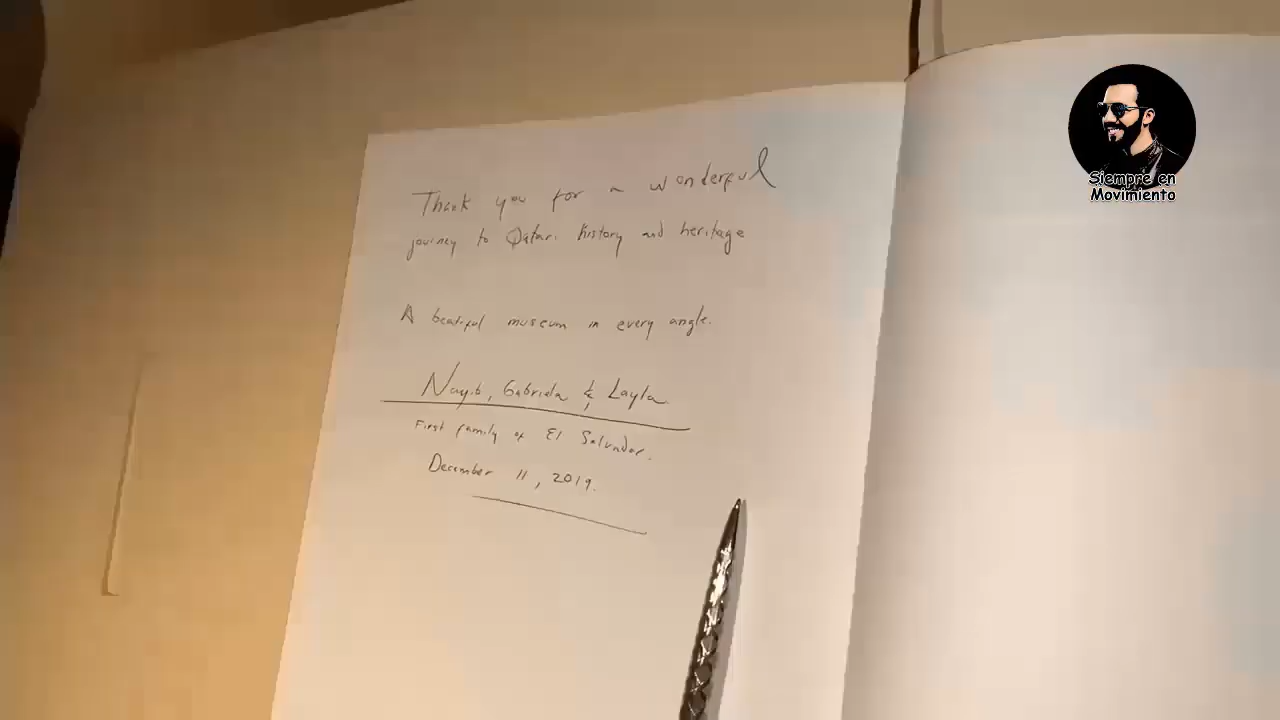 Thank you for a wonderful
journey to Qatari history and heritage
A beatiful museum in every angle.
Nayib, Gabriela & Layla.
First family of El Salvador.
December 11, 2019.
Siempre en
Movimiento